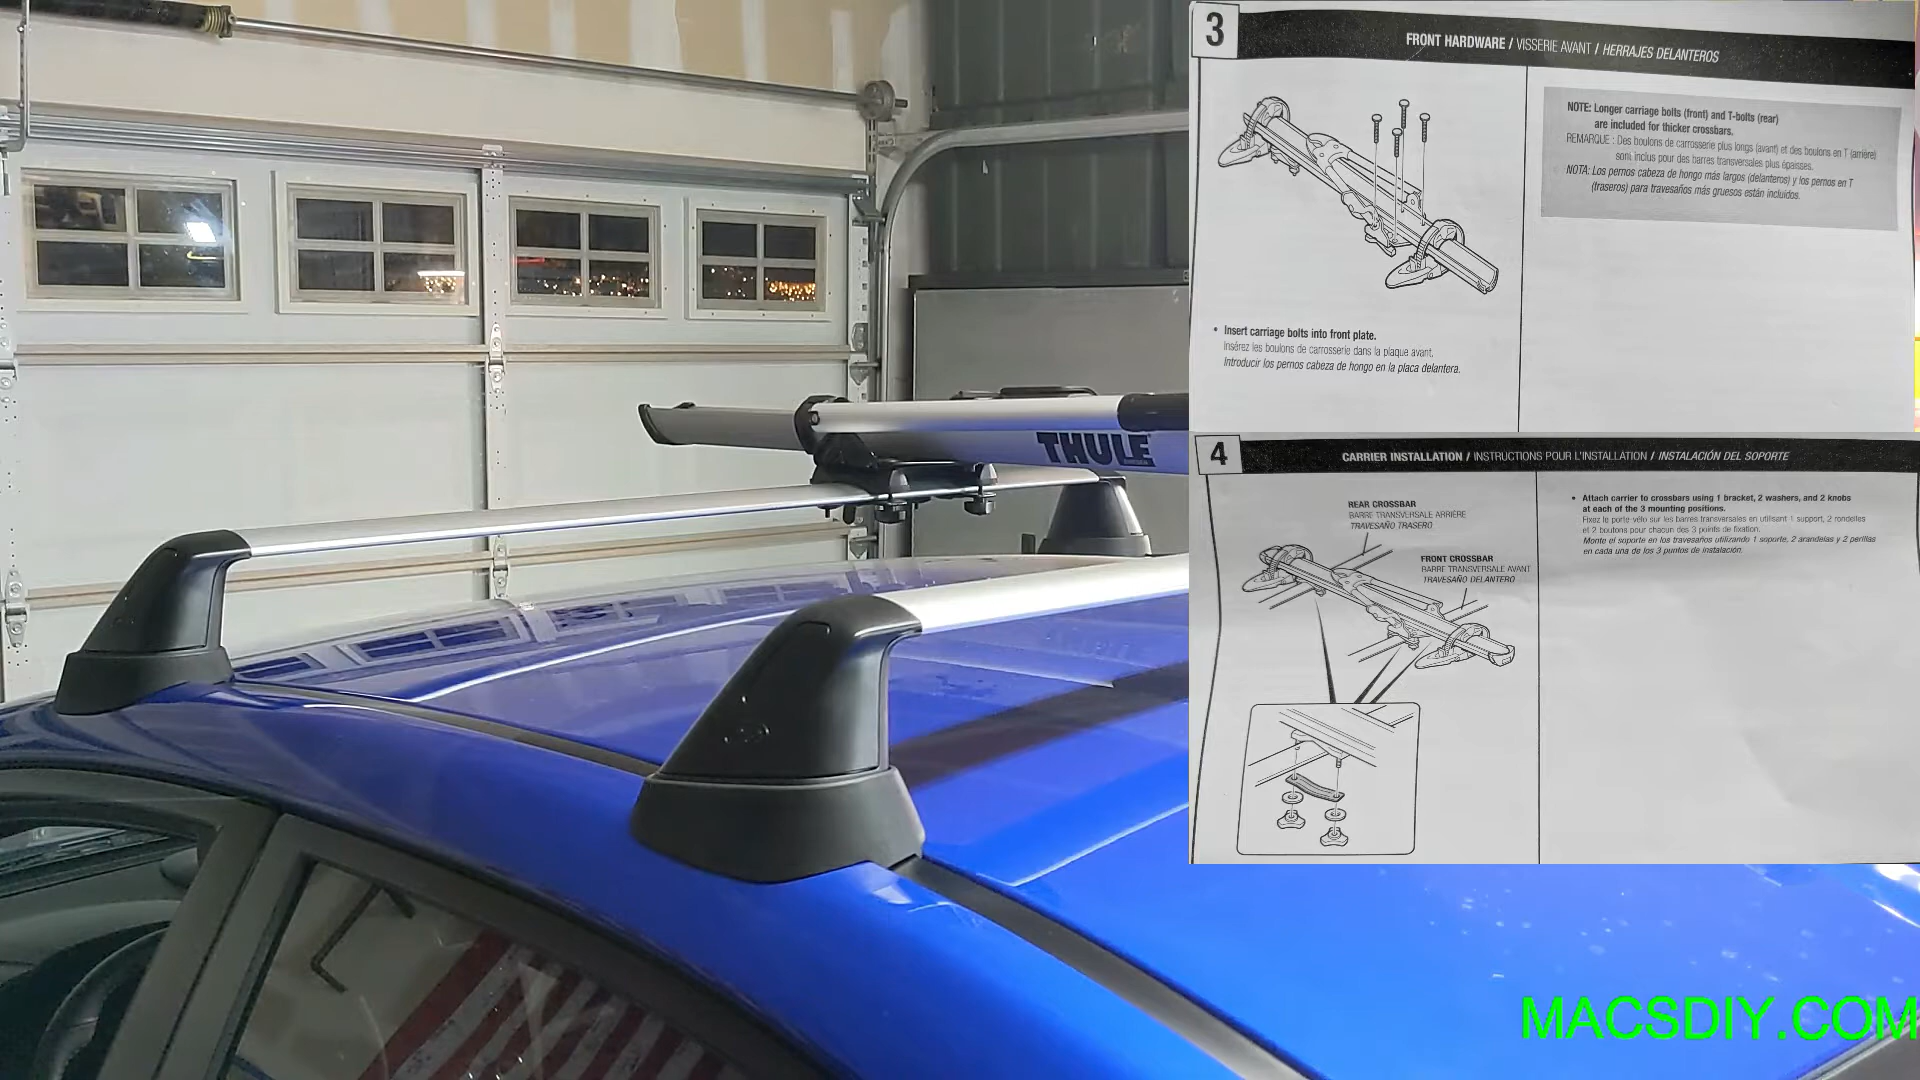 3
FRONT HARDWARE / VISSERIE AVANT / HERRAJES DELANTEROS
NOTE: Longer carriage bolts (front) and T-bolts (rear)
are included for thicker crossbars.
REMARQUE : Des boulons de carrosserie plus longs (avant) et des boulons en T (arrière)
sont inclus pour des barres transversales plus épaisses.
NOTA: Los pernos cabeza de hongo más largos (delanteros) y los pernos en T
(traseros) para travesaños más gruesos están incluidos.
• Insert carriage bolts into front plate.
Insérez les boulons de carrosserie dans la plaque avant.
Introducir los pernos cabeza de hongo en la placa delantera.
THULE
SWEDEN
4
CARRIER INSTALLATION / INSTRUCTIONS POUR L'INSTALLATION / INSTALACIÓN DEL SOPORTE
REAR CROSSBAR
BARRE TRANSVERSALE ARRIÈRE
TRAVESAÑO TRASERO
FRONT CROSSBAR
BARRE TRANSVERSALE AVANT
TRAVESAÑO DELANTERO
• Attach carrier to crossbars using 1 bracket, 2 washers, and 2 knobs
at each of the 3 mounting positions.
Fixez le porte vélo sur les barres transversales en utilisant 1 support, 2 rondelles
et 2 boutons pour chacun des 3 points de fixation.
Monte el soporte en los travesaños utilizando 1 soporte, 2 arandelas y 2 perillas
en cada una de los 3 puntos de instalación.
MACSDIY.COM